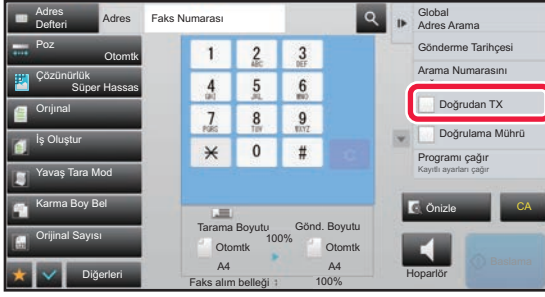 Adres
Defteri
Adres
Faks Numarası
Poz
Otomtk
Çözünürlük
Süper Hassas
Orijinal
İş Oluştur
Yavaş Tara Mod
Karma Boy Bel
Orijinal Sayısı
Diğerleri
1
2
ABC
3
DEF
4
GHI
5
JKL
6
MNO
7
PQRS
8
TUV
9
WXYZ
0
#
C
Tarama Boyutu
Gönd. Boyutu
100%
Otomtk
Otomtk
A4
A4
Faks alım belleği :
100%
Global
Adres Arama
Gönderme Tarihçesi
Arama Numarasını
Doğrudan TX
Doğrulama Mührü
Programı çağır
Kayıtlı ayarları çağır
Önizle
CA
Hoparlör